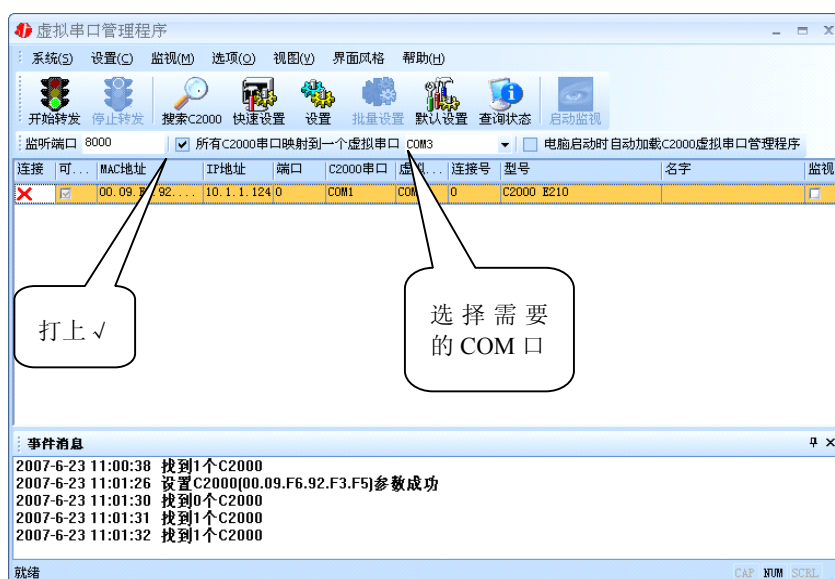 虚拟串口管理程序
系统(S) 设置(C) 监视(M) 选项(O) 视图(V) 界面风格 帮助(H)
开始转发 停止转发 搜索C2000 快速设置 设置 批量设置 默认设置 查询状态 启动监视
监听端口 8000 所有C2000串口映射到一个虚拟串口 COM3 电脑启动时自动加载C2000虚拟串口管理程序
连接 可... MAC地址 IP地址 端口 C2000串口 虚拟... 连接号 型号 名字 监视
00.09. 92.... 10.1.1.124 0 COM1 0 C2000 E210
打上√
选择需要
的COM口
事件消息
2007-6-23 11:00:38 找到1个C2000
2007-6-23 11:01:26 设置C2000(00.09.F6.92.F3.F5)参数成功
2007-6-23 11:01:30 找到0个C2000
2007-6-23 11:01:31 找到1个C2000
2007-6-23 11:01:32 找到1个C2000
就绪 CAP NUM SCRL